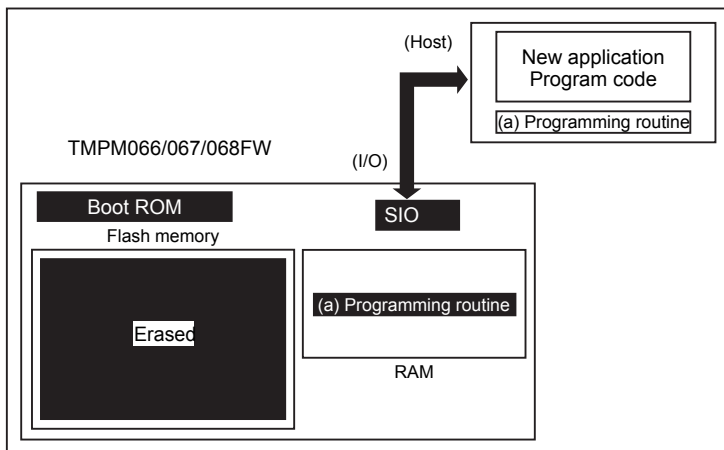 (Host)
New application
Program code
(a) Programming routine
TMPM066/067/068FW
(I/O)
Boot ROM
SIO
Flash memory
(a) Programming routine
Erased
RAM